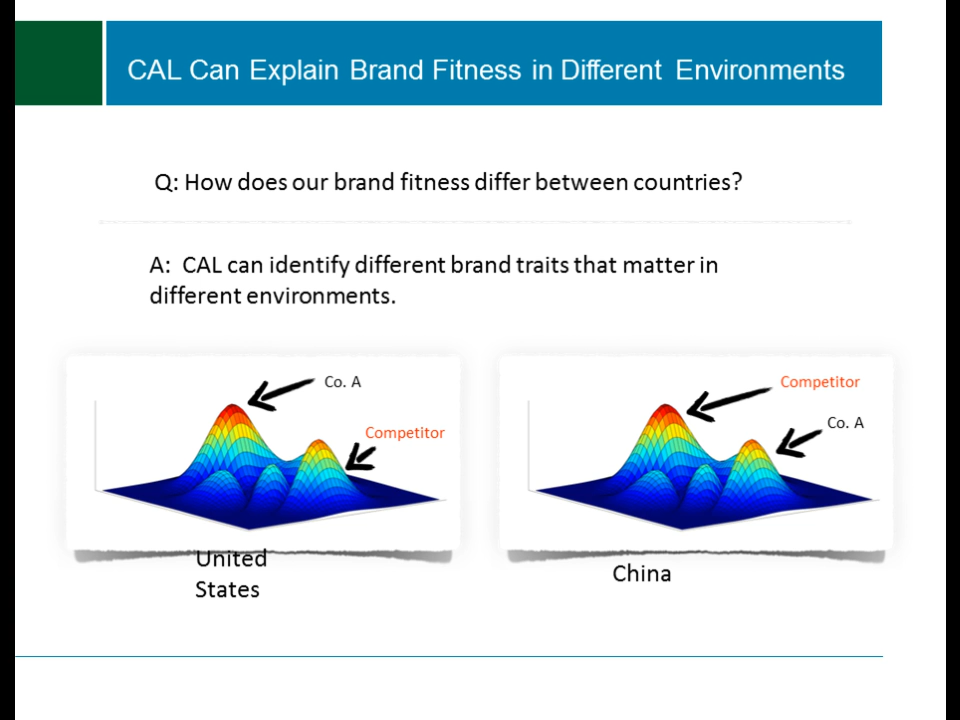 CAL Can Explain Brand Fitness in Different Environments
Q: How does our brand fitness differ between countries?
A: CAL can identify different brand traits that matter in
different environments.
Co. A
Competitor
United
States
Competitor
Co. A
China